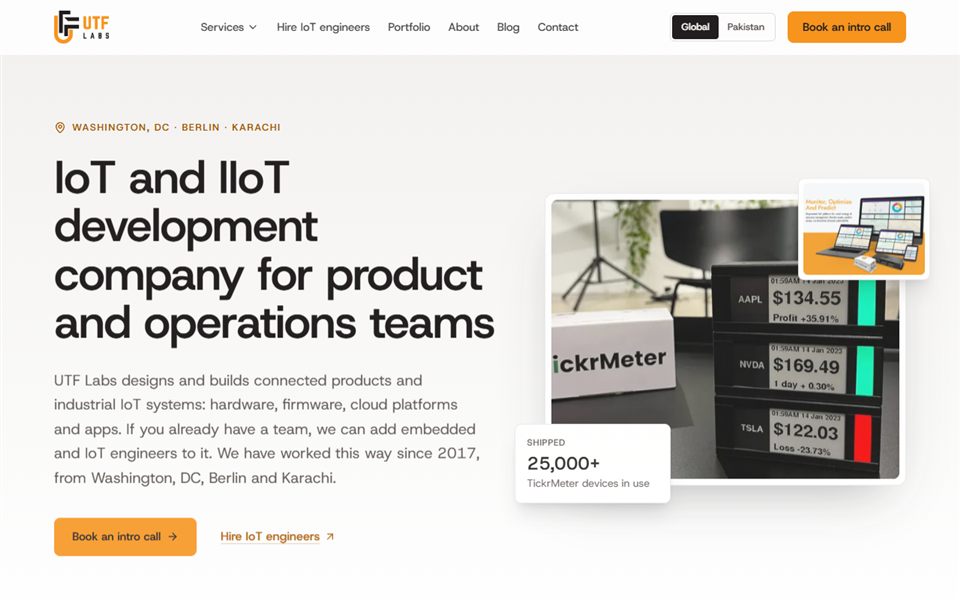 UTF
LABS
Services
Hire IoT engineers
Portfolio
About
Blog
Contact
Global
Pakistan
Book an intro call
WASHINGTON, DC · BERLIN · KARACHI
IoT and IIoT
development
company for product
and operations teams
UTF Labs designs and builds connected products and
industrial IoT systems: hardware, firmware, cloud platforms
and apps. If you already have a team, we can add embedded
and IoT engineers to it. We have worked this way since 2017,
from Washington, DC, Berlin and Karachi.
Book an intro call →
Hire IoT engineers ↗
Monitor, Optimize
And Predict
ickrMeter
01:59AM 14 Jan 2023
AAPL
$134.55
Profit +35.91%
01:59AM 14 Jan 2023
NVDA
$169.49
1 day + 0.30%
01:59AM 14 Jan 2023
TSLA
$122.03
Loss -23.73%
SHIPPED
25,000+
TickrMeter devices in use